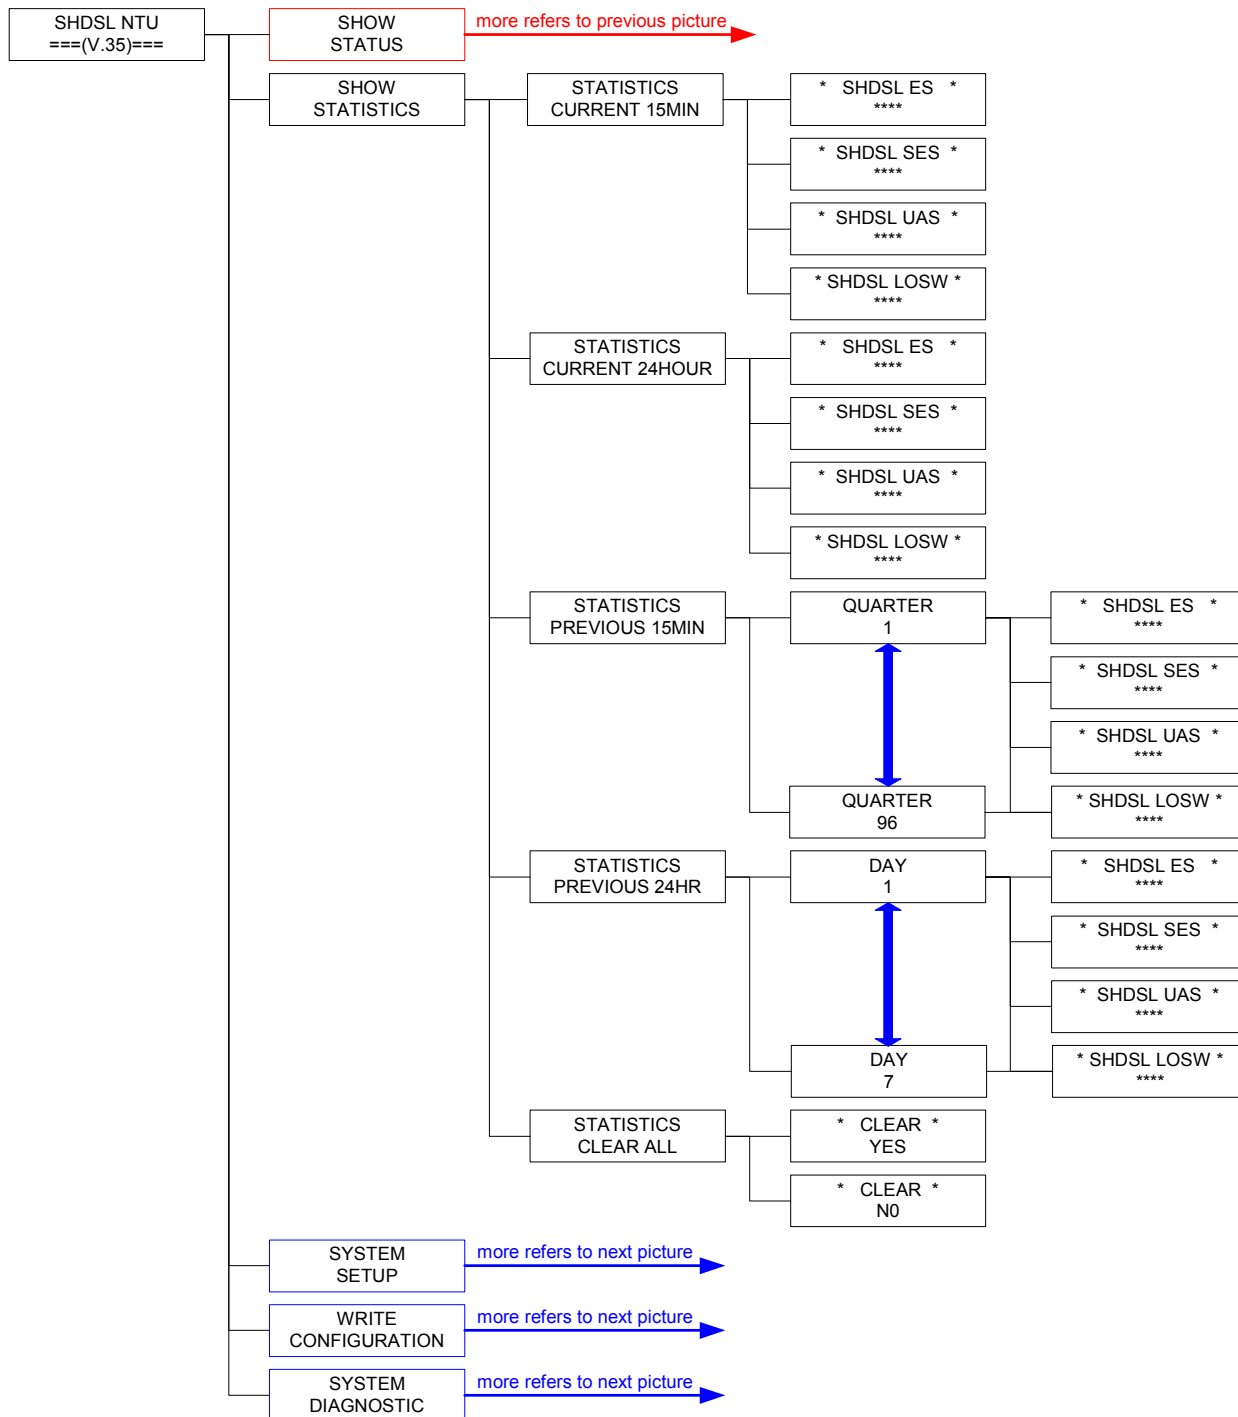 SHDSL NTU
===(V.35)===
SHOW
STATUS
more refers to previous picture
SHOW
STATISTICS
STATISTICS
CURRENT 15MIN
* SHDSL ES *
****
* SHDSL SES *
****
* SHDSL UAS *
****
* SHDSL LOSW *
****
STATISTICS
CURRENT 24HOUR
* SHDSL ES *
****
* SHDSL SES *
****
* SHDSL UAS *
****
* SHDSL LOSW *
****
STATISTICS
PREVIOUS 15MIN
QUARTER
1
* SHDSL ES *
****
* SHDSL SES *
****
* SHDSL UAS *
****
QUARTER
96
* SHDSL LOSW *
****
STATISTICS
PREVIOUS 24HR
DAY
1
* SHDSL ES *
****
* SHDSL SES *
****
* SHDSL UAS *
****
DAY
7
* SHDSL LOSW *
****
STATISTICS
CLEAR ALL
* CLEAR *
YES
* CLEAR *
N0
SYSTEM
SETUP
more refers to next picture
WRITE
CONFIGURATION
more refers to next picture
SYSTEM
DIAGNOSTIC
more refers to next picture